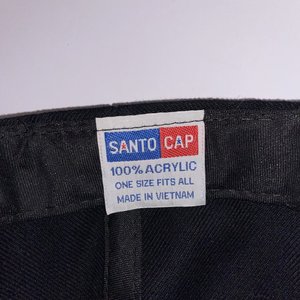 SANTO CAP
100% ACRYLIC
ONE SIZE FITS ALL
MADE IN VIETNAM